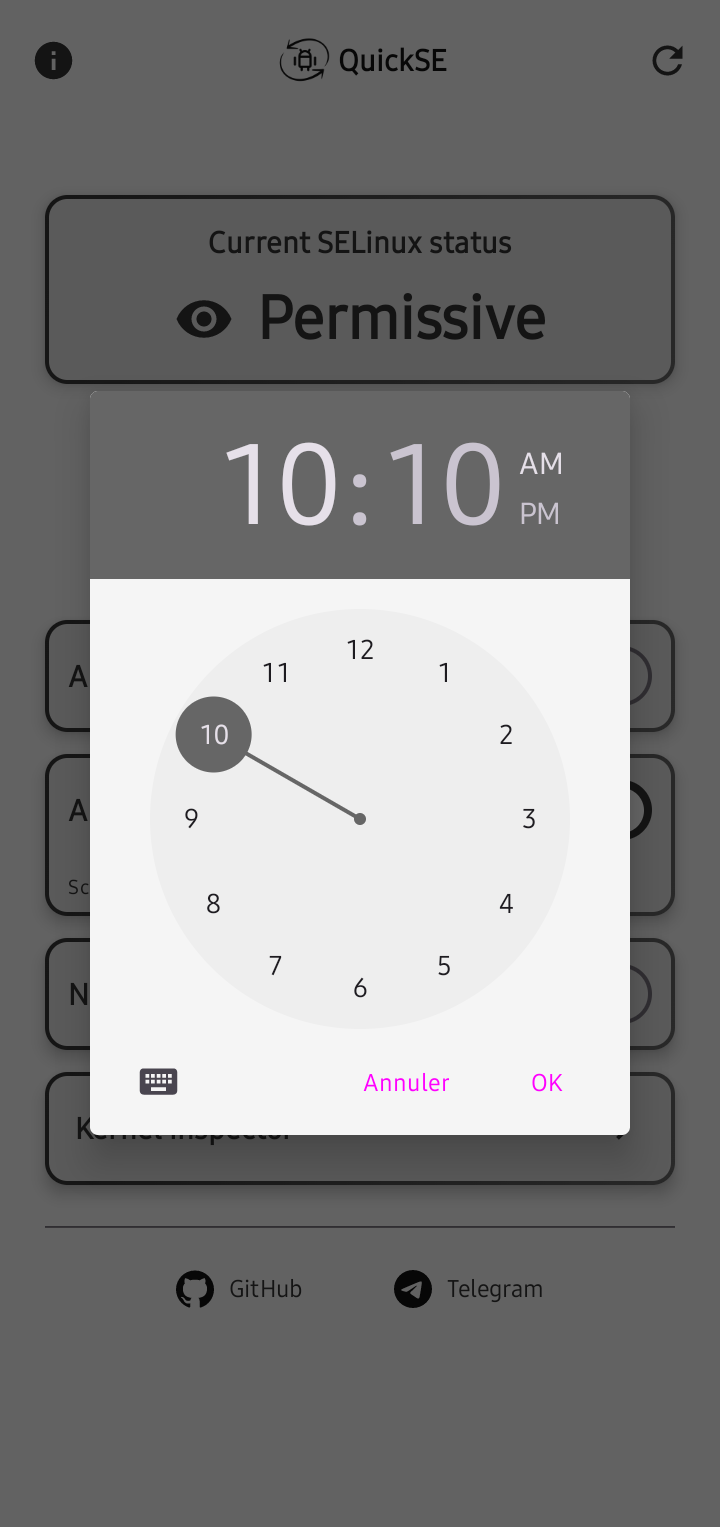 QuickSE
Current SELinux status
Permissive
10:10
AM
PM
12
11
1
10
2
9
3
8
4
7
5
6
Annuler
OK
Kernel Inspector
GitHub
Telegram